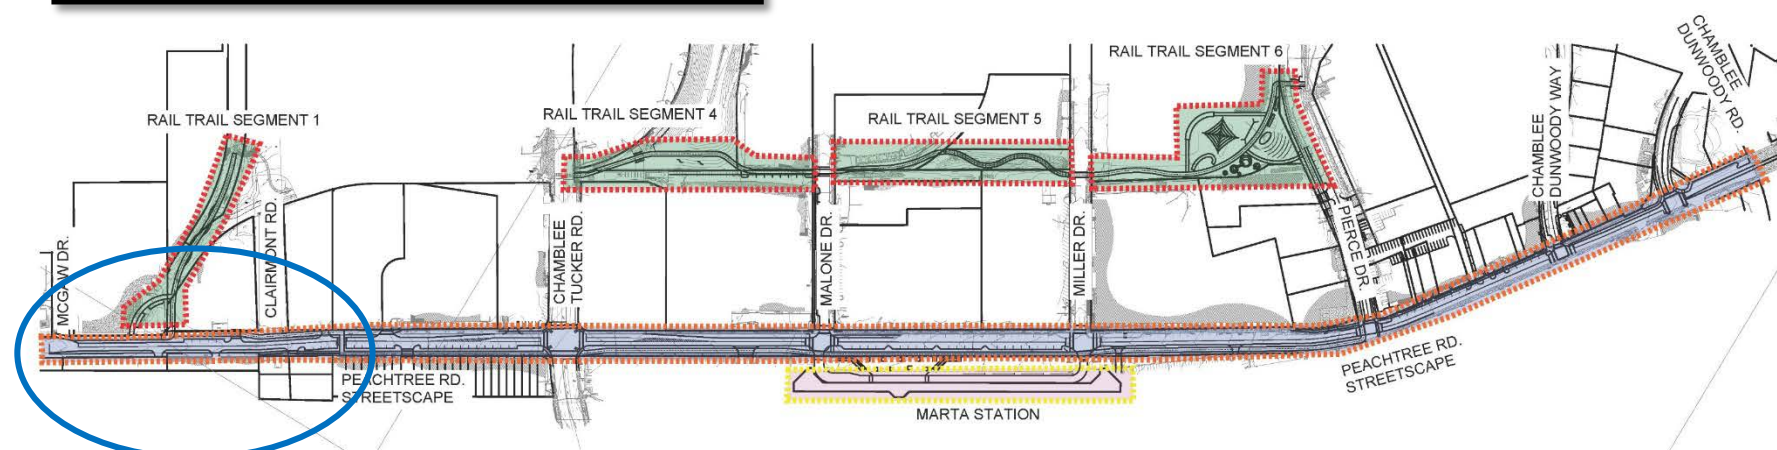 RAIL TRAIL SEGMENT 1
RAIL TRAIL SEGMENT 4
RAIL TRAIL SEGMENT 5
RAIL TRAIL SEGMENT 6
MCGAW DR.
CLAIRMONT RD.
CHAMBLEE
TUCKER RD.
MALONE DR.
MILLER DR.
PIERCE DR.
CHAMBLEE
DUNWOODY WAY
CHAMBLEE
DUNWOODY RD.
PEACHTREE RD.
STREETSCAPE
MARTA STATION
PEACHTREE RD.
STREETSCAPE